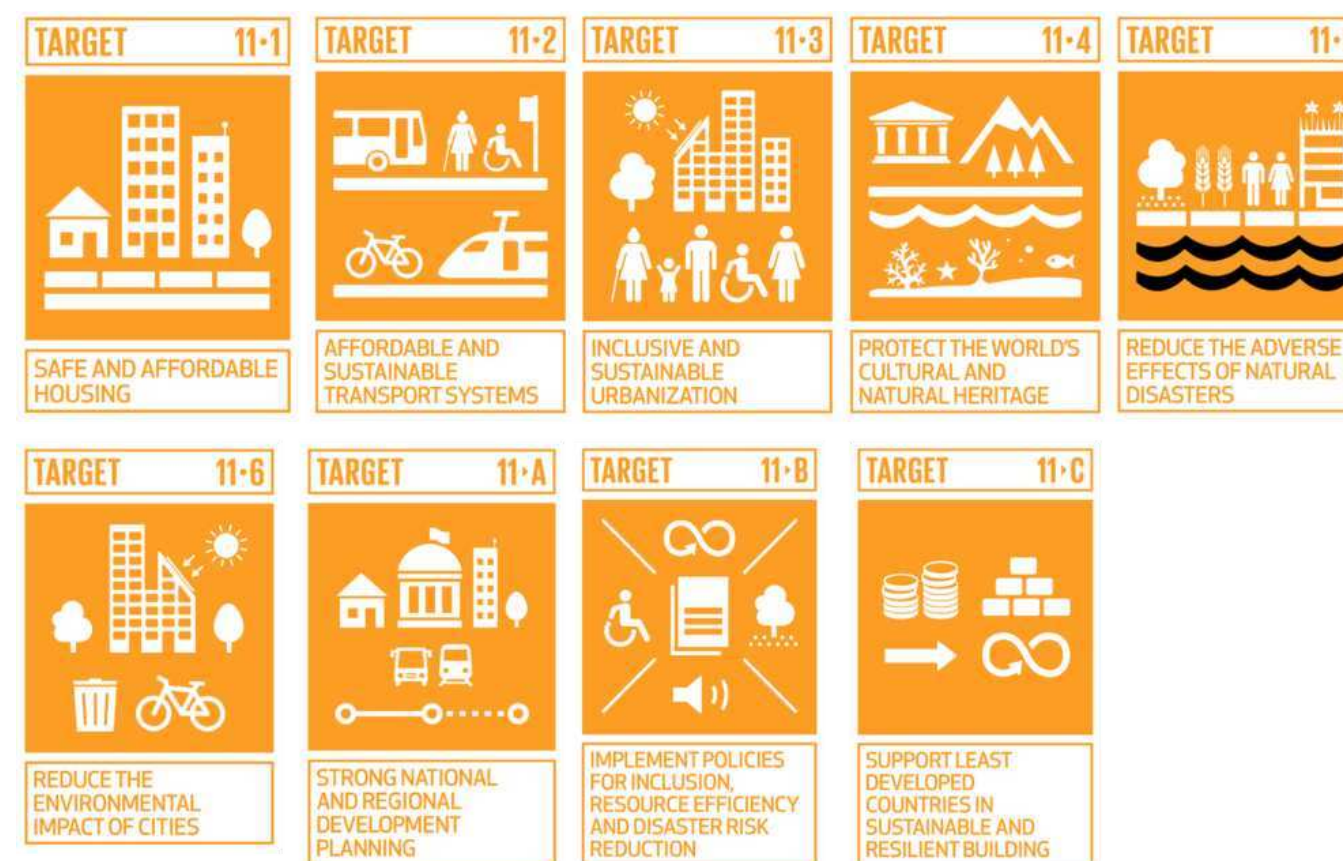 TARGET 11.1
TARGET 11.2
TARGET 11.3
TARGET 11.4
TARGET 11.
SAFE AND AFFORDABLE
HOUSING
AFFORDABLE AND
SUSTAINABLE
TRANSPORT SYSTEMS
INCLUSIVE AND
SUSTAINABLE
URBANIZATION
PROTECT THE WORLD'S
CULTURAL AND
NATURAL HERITAGE
REDUCE THE ADVERSE
EFFECTS OF NATURAL
DISASTERS
TARGET 11·6
TARGET 11·A
TARGET 11·B
TARGET 11·C
REDUCE THE
ENVIRONMENTAL
IMPACT OF CITIES
STRONG NATIONAL
AND REGIONAL
DEVELOPMENT
PLANNING
IMPLEMENT POLICIES
FOR INCLUSION,
RESOURCE EFFICIENCY
AND DISASTER RISK
REDUCTION
SUPPORT LEAST
DEVELOPED
COUNTRIES IN
SUSTAINABLE AND
RESILIENT BUILDING